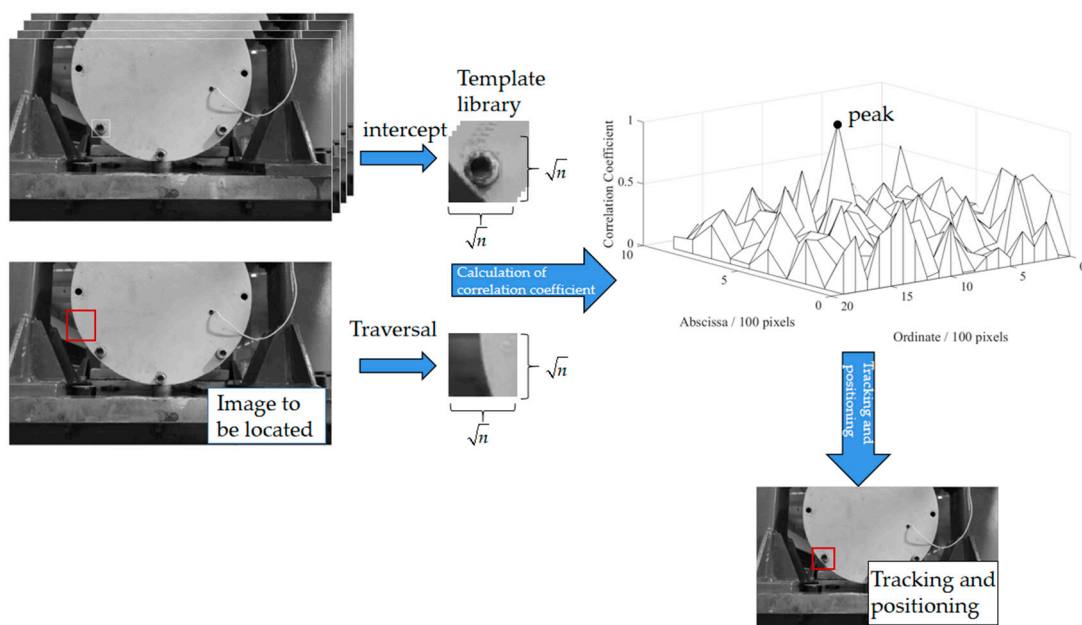 intercept
Template
library
√n
√n
Calculation of
correlation coefficient
Image to
be located
Traversal
√n
√n
peak
Correlation Coefficient
1
0.5
0
10
5
0
Abscissa / 100 pixels
20
15
10
5
0
Ordinate / 100 pixels
Tracking and
positioning
Tracking and
positioning